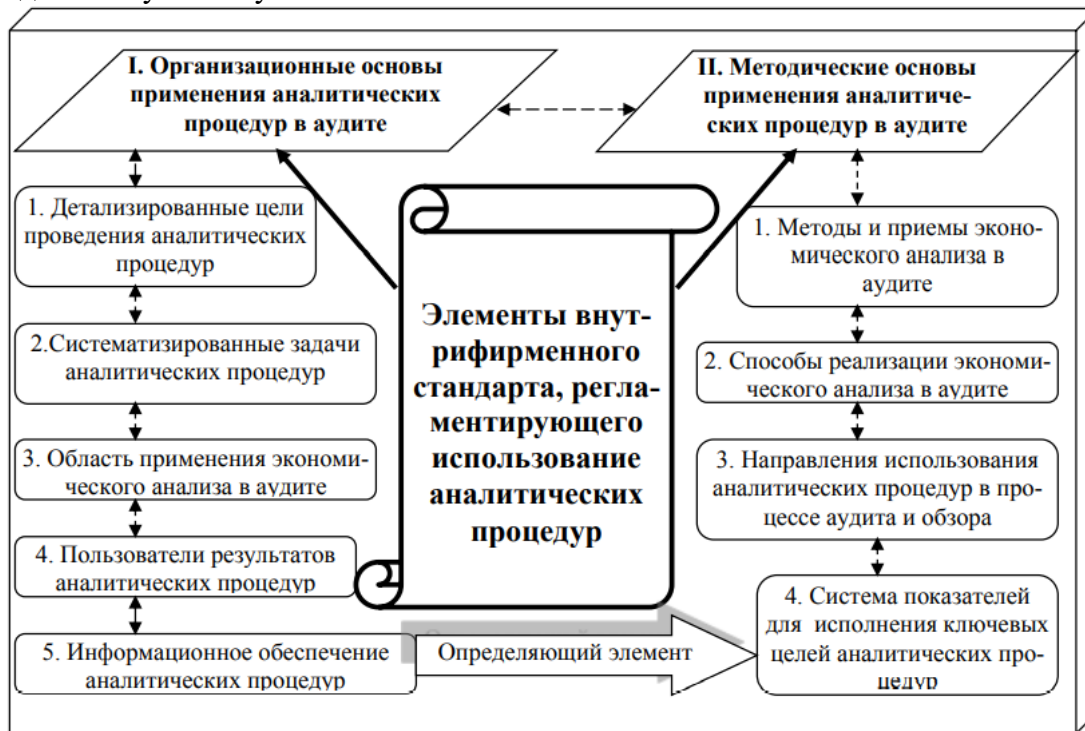 I. Организационные основы
применения аналитических
процедур в аудите
II. Методические основы
применения аналитиче-
ских процедур в аудите
1. Детализированные цели
проведения аналитических
процедур
2.Систематизированные задачи
аналитических процедур
3. Область применения экономи-
ческого анализа в аудите
4. Пользователи результатов
аналитических процедур
5. Информационное обеспечение
аналитических процедур
Элементы внут-
рифирменного
стандарта, регла-
ментирующего
использование
аналитических
процедур
Определяющий элемент
1. Методы и приемы эконо-
мического анализа в
аудите
2. Способы реализации экономи-
ческого анализа в аудите
3. Направления использования
аналитических процедур в про-
цессе аудита и обзора
4. Система показателей
для исполнения ключевых
целей аналитических про-
цедур